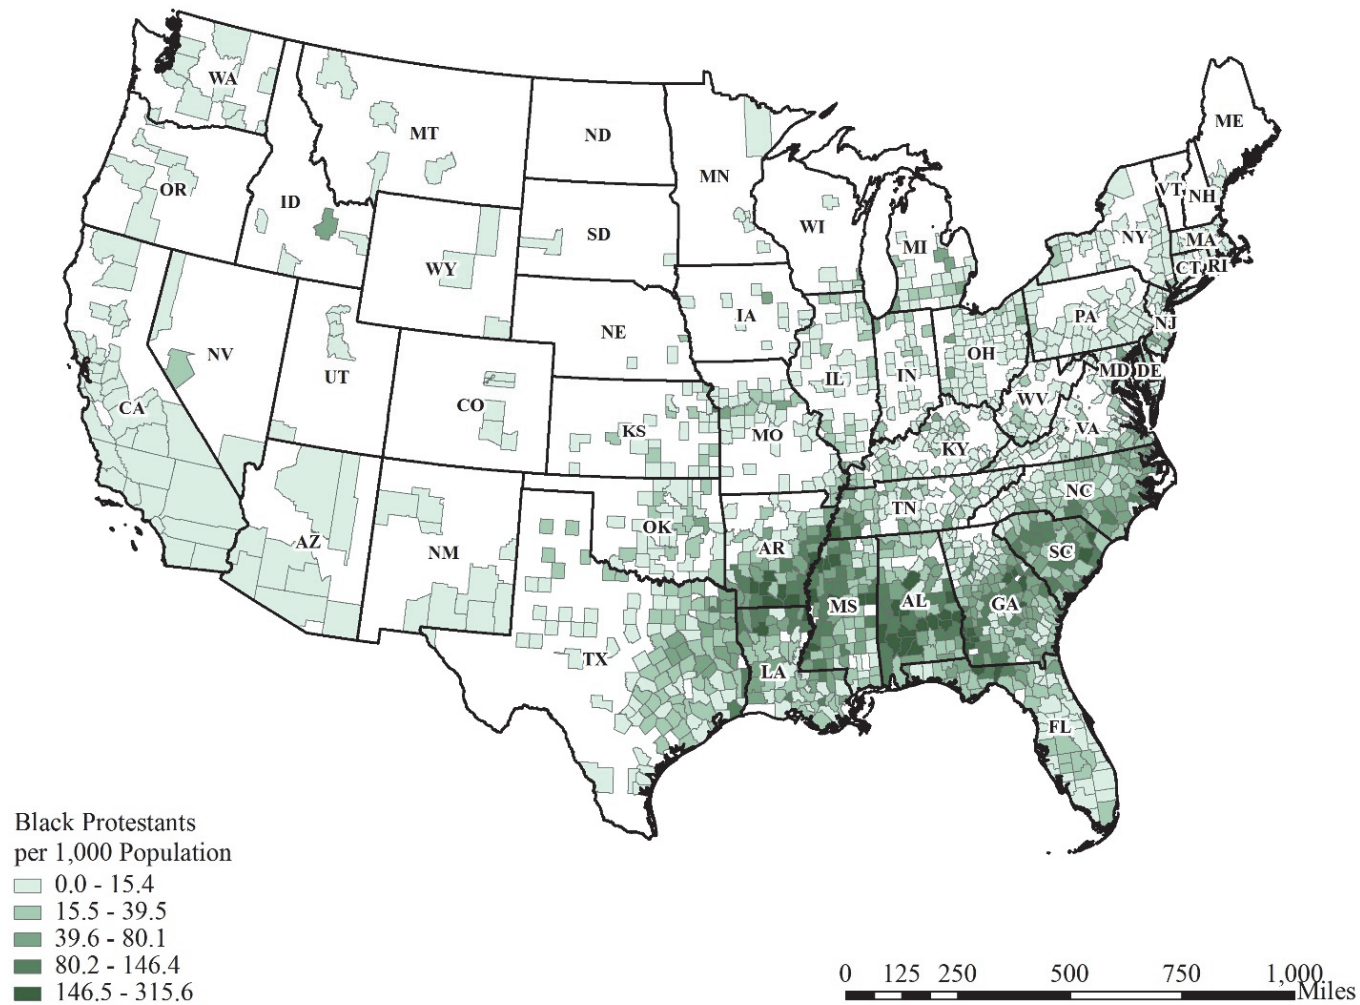 WA
MT
ND
MN
ME
OR
ID
SD
WI
MI
VT
NH
NY
MA
CT
RI
WY
IA
NE
PA
NJ
NV
UT
CO
IL
IN
OH
MD
DE
WV
VA
CA
KS
MO
KY
AZ
NM
OK
AR
TN
NC
SC
MS
AL
GA
TX
LA
FL
Black Protestants
per 1,000 Population
0.0 - 15.4
15.5 - 39.5
39.6 - 80.1
80.2 - 146.4
146.5 - 315.6
0 125 250 500 750 1,000
Miles